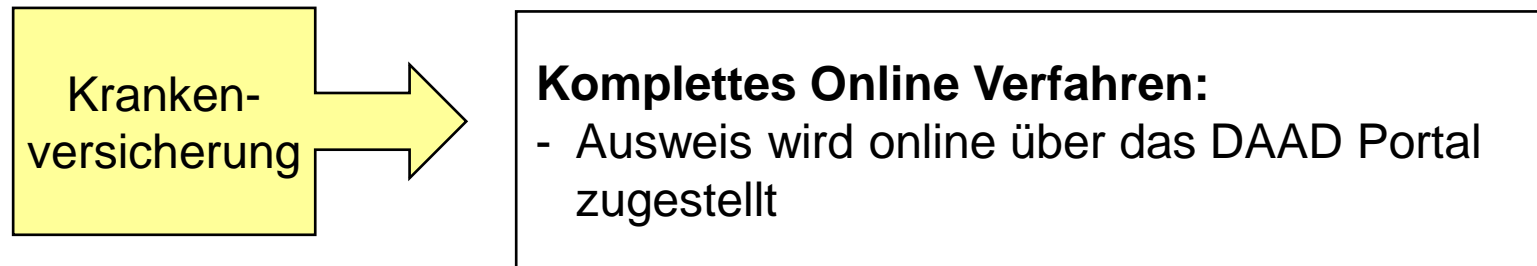 Kranken-
versicherung
Komplettes Online Verfahren:
- Ausweis wird online über das DAAD Portal
zugestellt